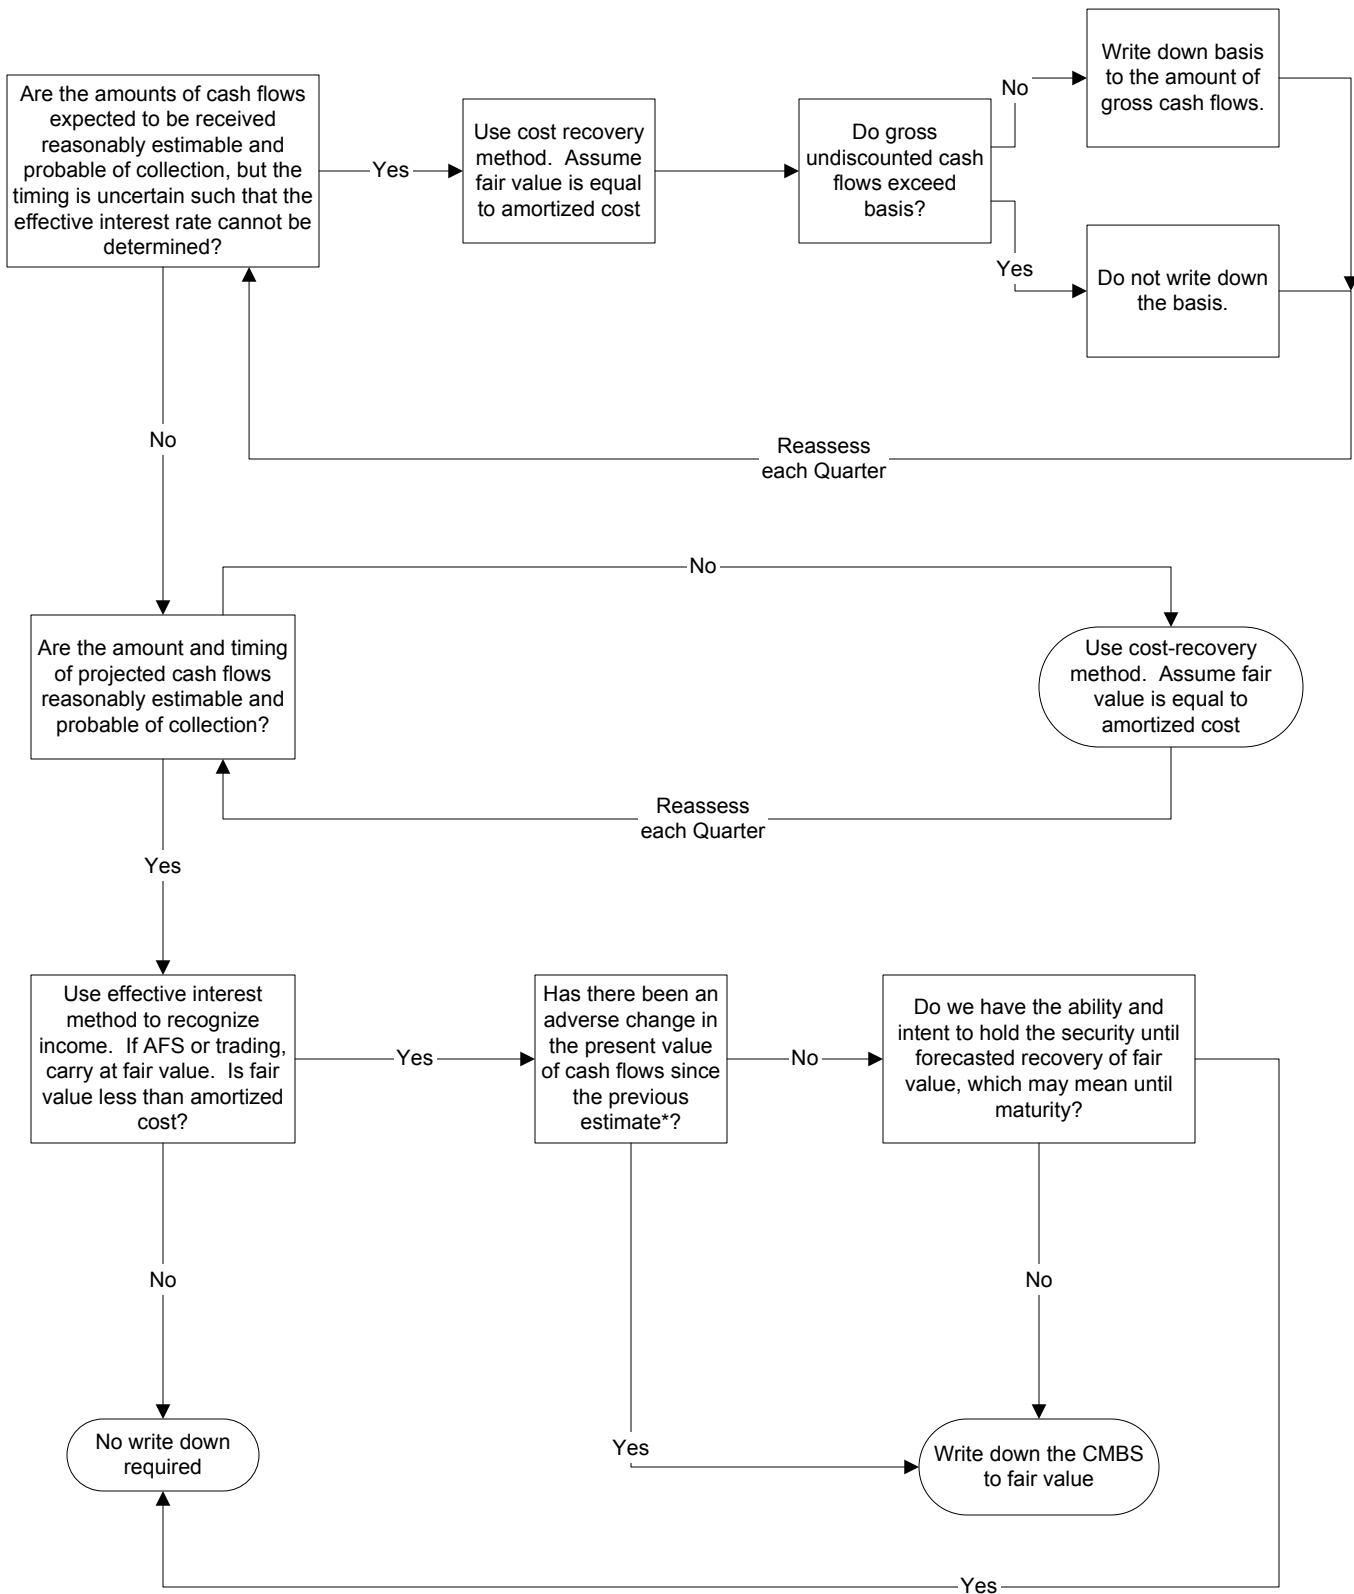 Are the amounts of cash flows
expected to be received
reasonably estimable and
probable of collection, but the
timing is uncertain such that the
effective interest rate cannot be
determined?
Yes
Use cost recovery
method.  Assume
fair value is equal
to amortized cost
Do gross
undiscounted cash
flows exceed
basis?
No
Write down basis
to the amount of
gross cash flows.
Yes
Do not write down
the basis.
No
Reassess
each Quarter
No
Are the amount and timing
of projected cash flows
reasonably estimable and
probable of collection?
Use cost-recovery
method.  Assume fair
value is equal to
amortized cost
Reassess
each Quarter
Yes
Use effective interest
method to recognize
income.  If AFS or trading,
carry at fair value.  Is fair
value less than amortized
cost?
Yes
Has there been an
adverse change in
the present value
of cash flows since
the previous
estimate*?
No
Do we have the ability and
intent to hold the security until
forecasted recovery of fair
value, which may mean until
maturity?
No
No
No write down
required
Yes
Write down the CMBS
to fair value
Yes